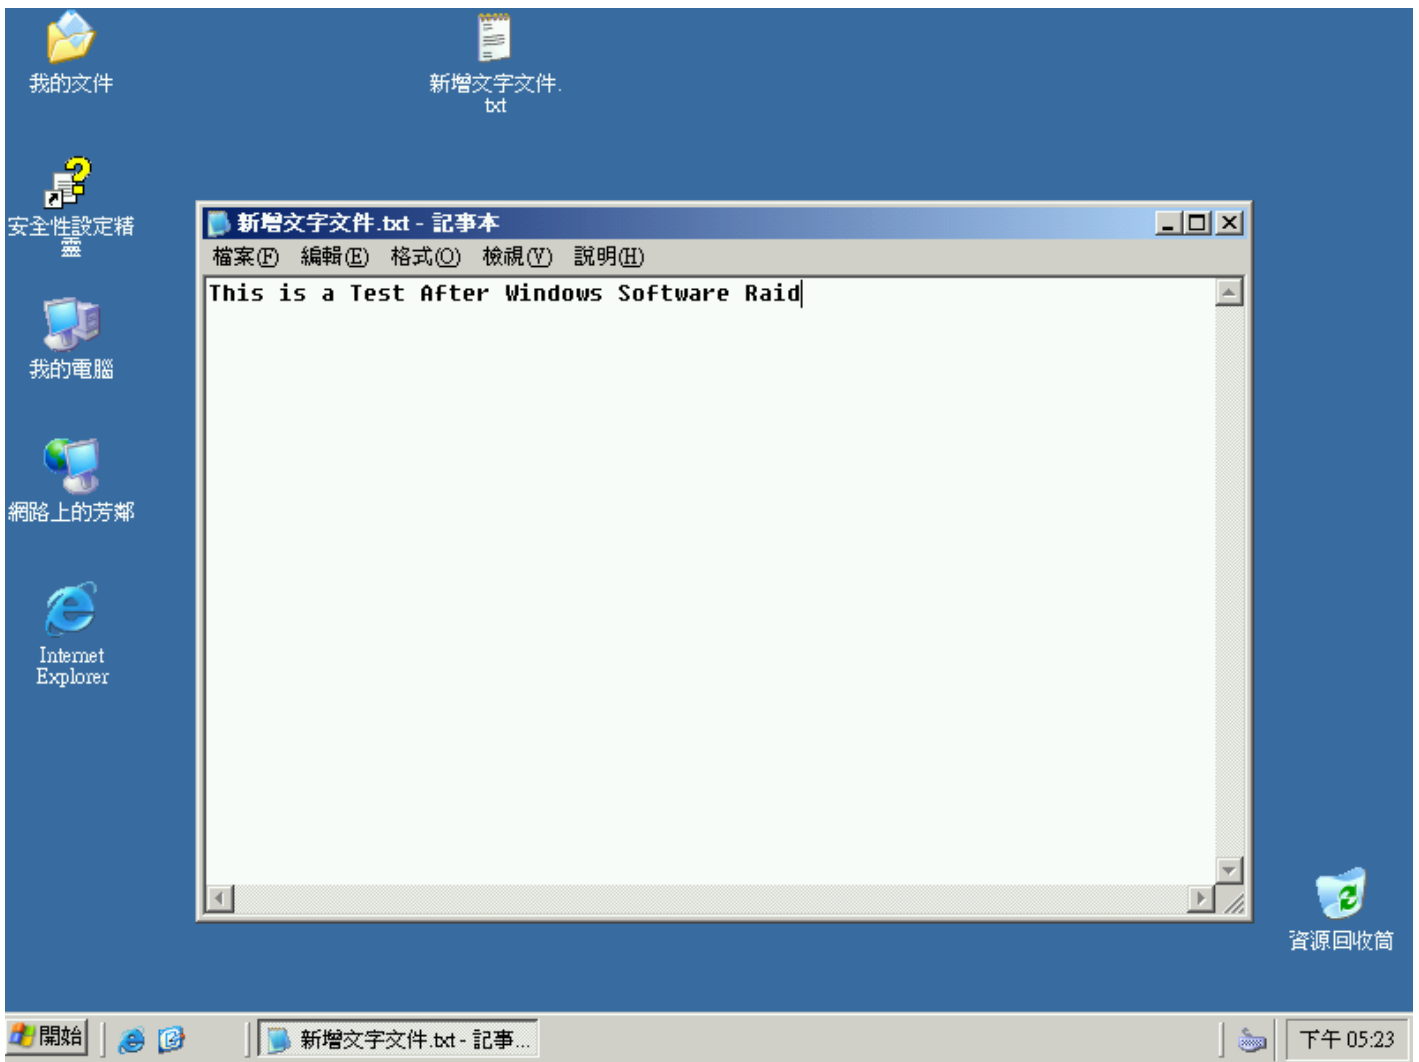 我的文件
新增文字文件.
txt
安全性設定精
靈
我的電腦
網路上的芳鄰
Internet
Explorer
新增文字文件.txt - 記事本
檔案(F) 編輯(E) 格式(O) 檢視(V) 說明(H)
This is a Test After Windows Software Raid
資源回收筒
開始
新增文字文件.txt - 記事...
下午 05:23